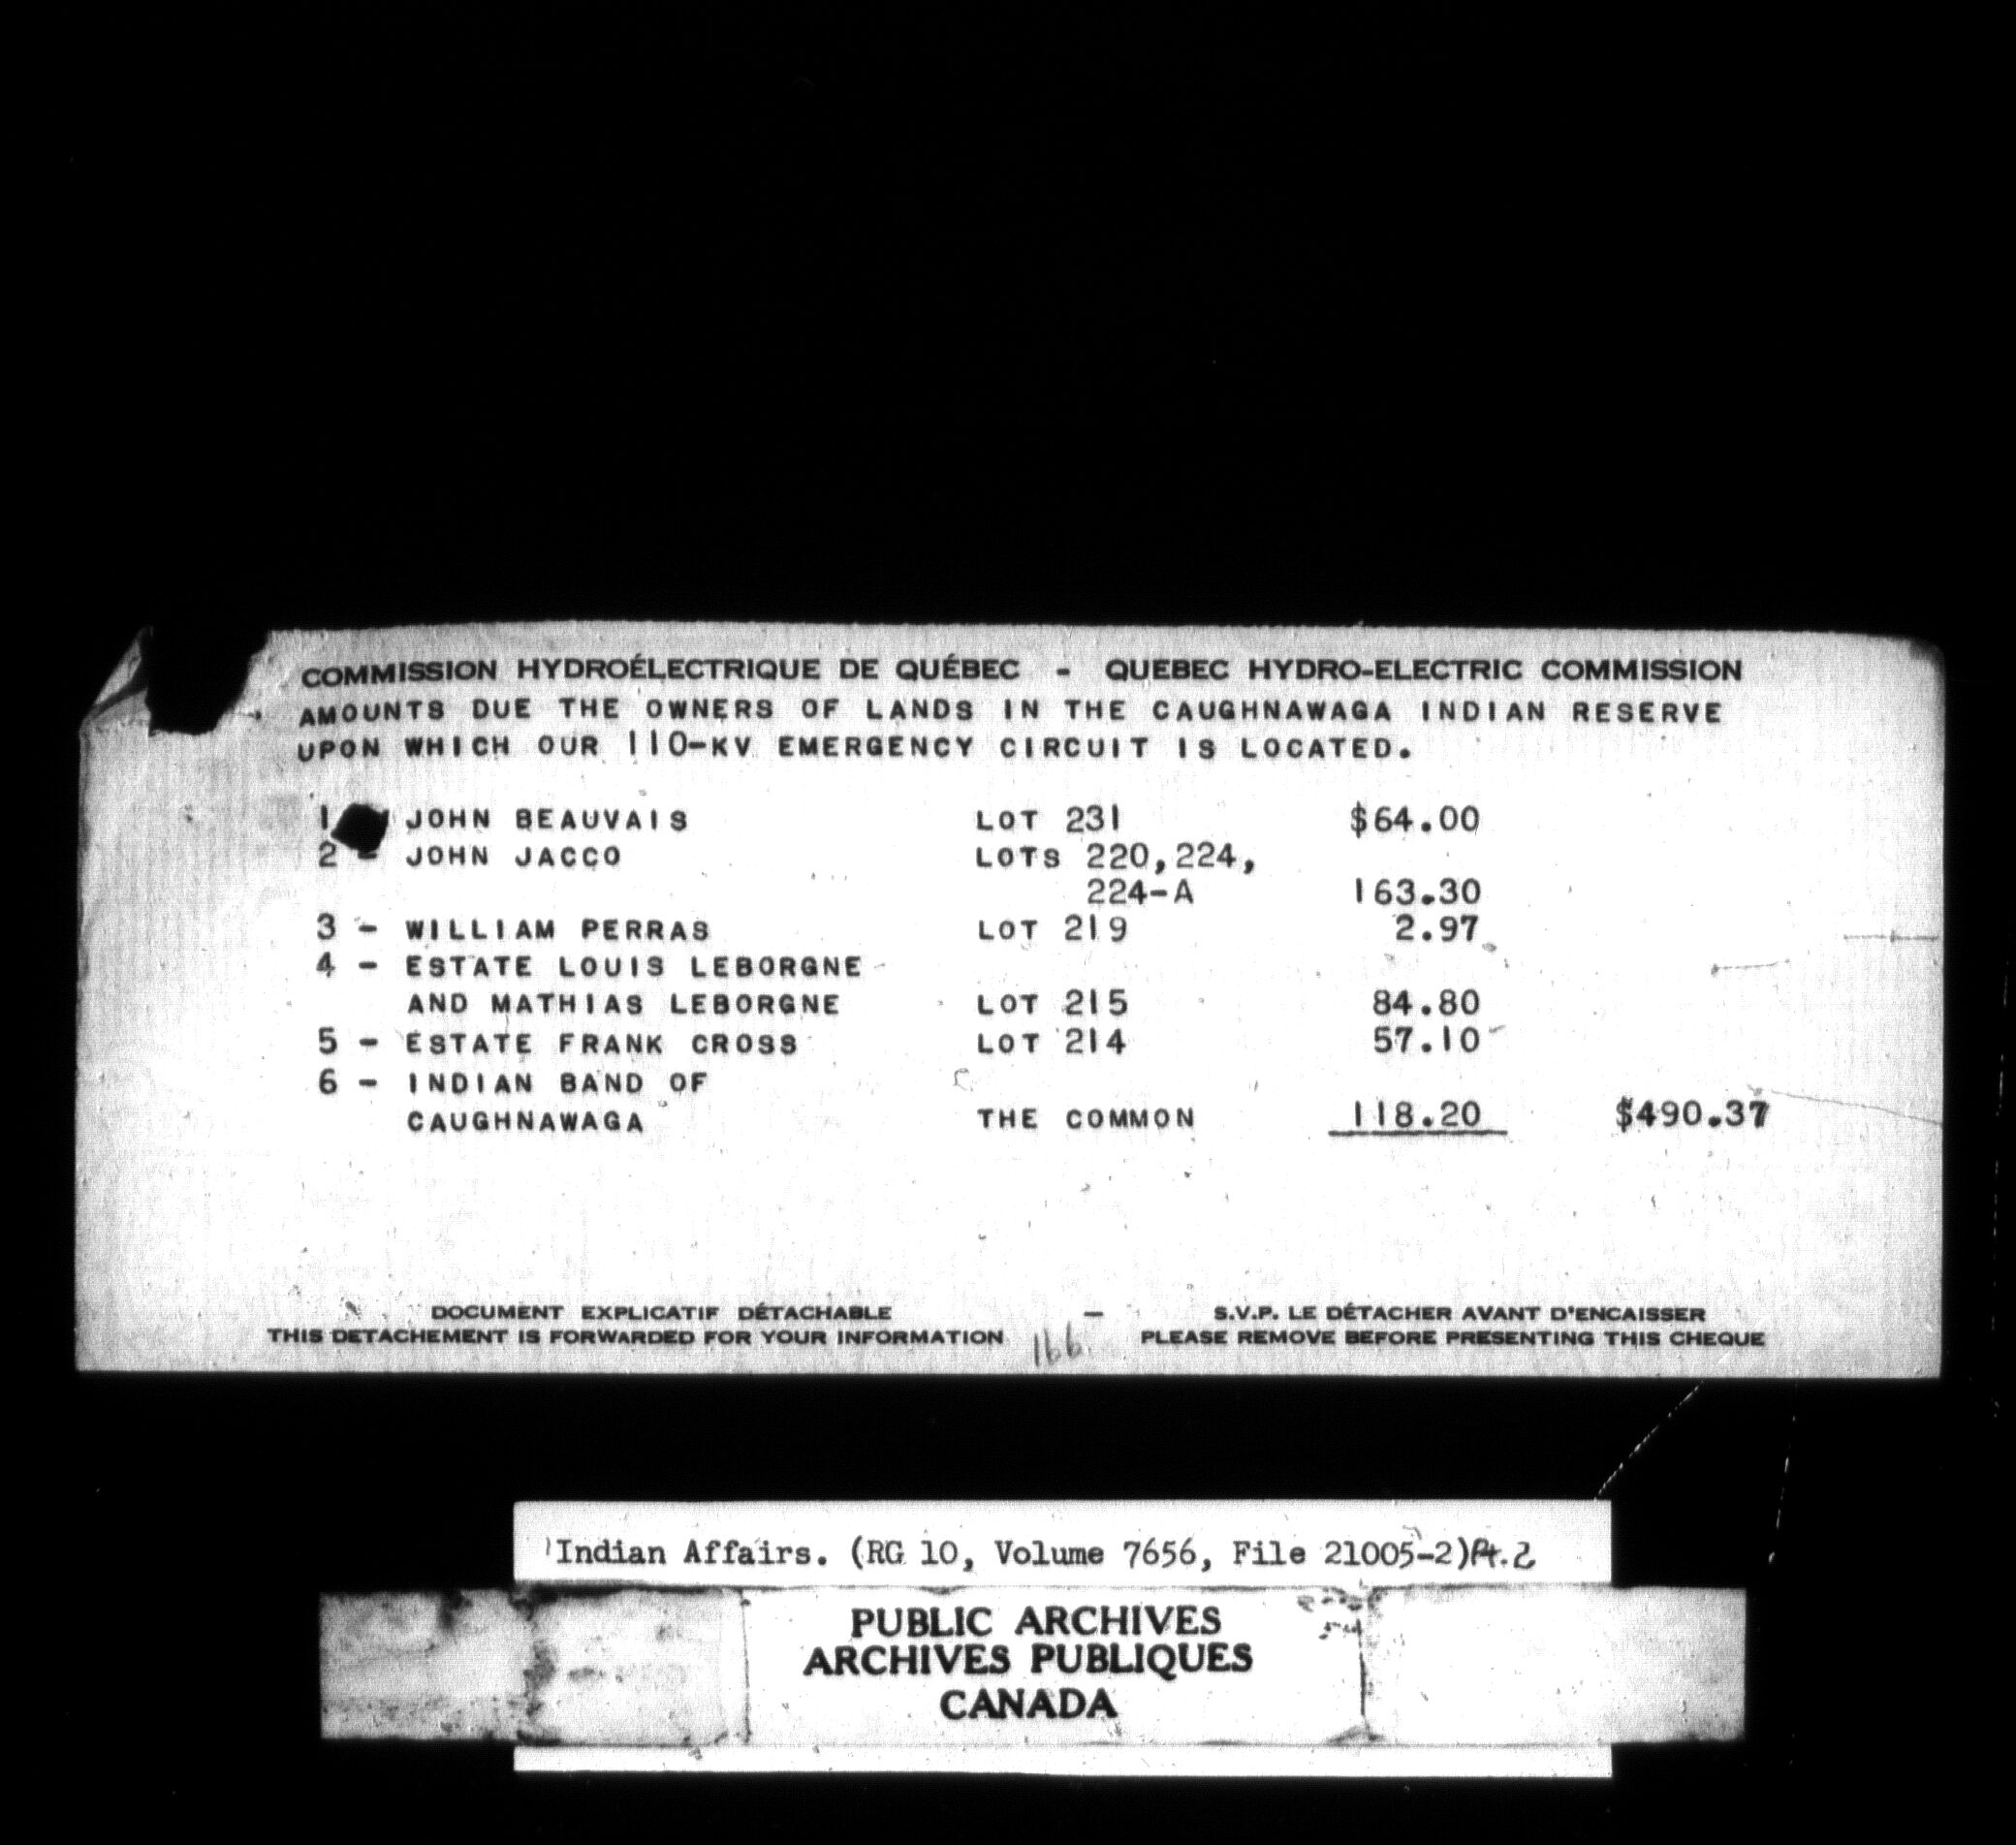 COMMISSION HYDROÉLECTRIQUE DE QUÉBEC - QUEBEC HYDRO-ELECTRIC COMMISSION
AMOUNTS DUE THE OWNERS OF LANDS IN THE CAUGHNAWAGA INDIAN RESERVE
UPON WHICH OUR 110-KV EMERGENCY CIRCUIT IS LOCATED.
1 JOHN BEAUVAIS LOT 231 $64.00
2 - JOHN JACCO LOTS 220,224,
224-A 163.30
3 - WILLIAM PERRAS LOT 219 2.97
4 - ESTATE LOUIS LEBORGNE
AND MATHIAS LEBORGNE LOT 215 84.80
5 - ESTATE FRANK CROSS LOT 214 57.10
6 - INDIAN BAND OF
CAUGHNAWAGA THE COMMON 118.20 $490.37
DOCUMENT EXPLICATIF DÉTACHABLE - S.V.P. LE DÉTACHER AVANT D'ENCAISSER
THIS DETACHEMENT IS FORWARDED FOR YOUR INFORMATION PLEASE REMOVE BEFORE PRESENTING THIS CHEQUE
166
Indian Affairs. (RG 10, Volume 7656, File 21005-2)Pt.2
PUBLIC ARCHIVES
ARCHIVES PUBLIQUES
CANADA